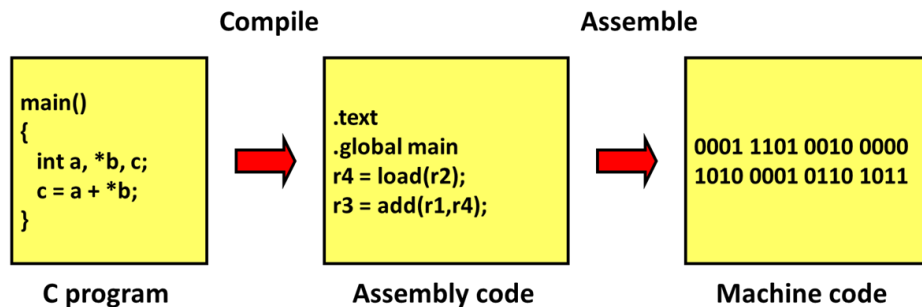 Compile
Assemble
main()
{
int a, *b, c;
c = a + *b;
}
.text
.global main
r4 = load(r2);
r3 = add(r1,r4);
0001 1101 0010 0000
1010 0001 0110 1011
C program
Assembly code
Machine code